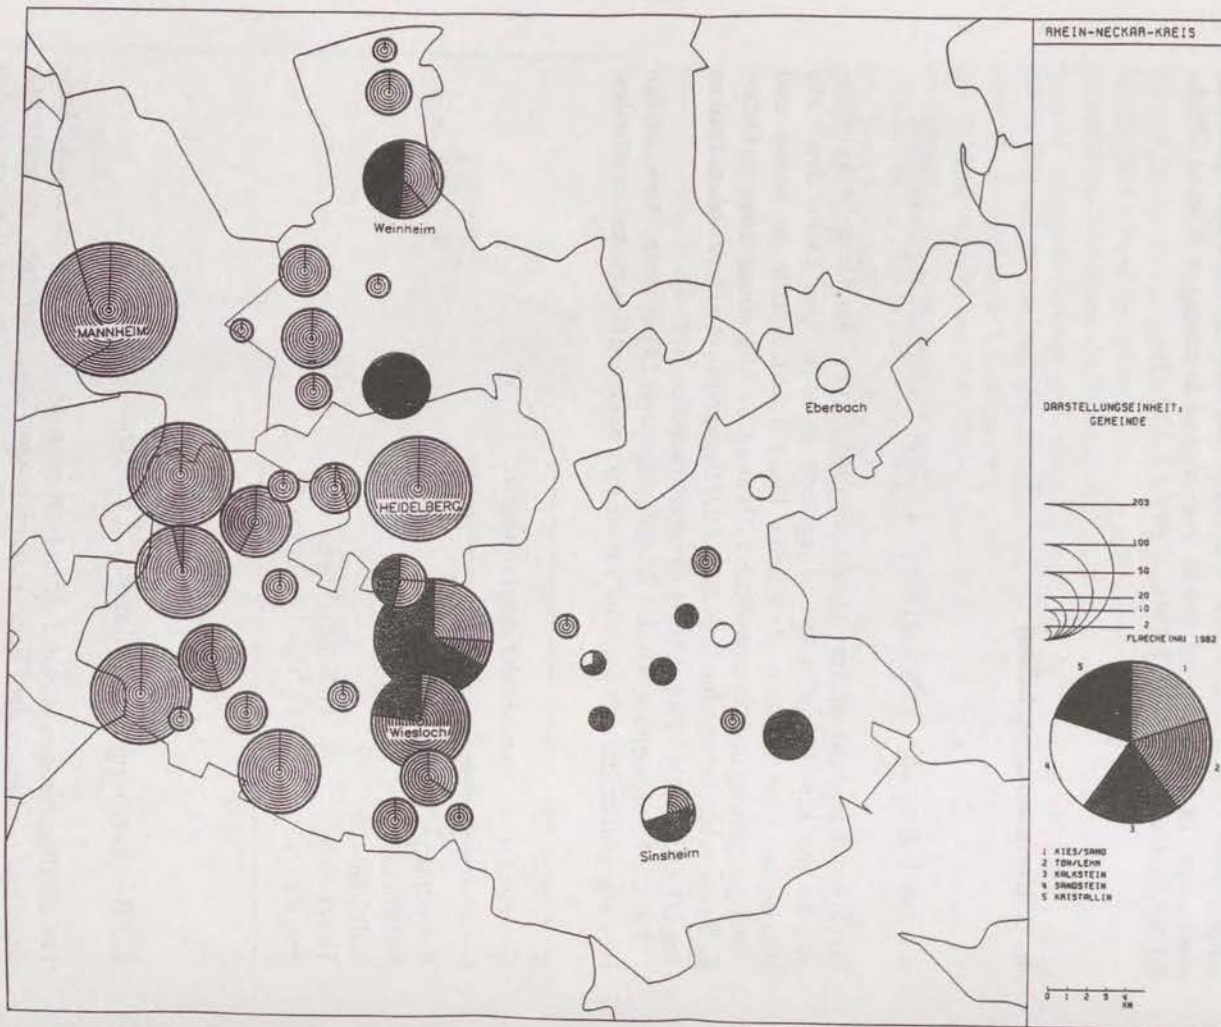 RHEIN-NECKAR-KREIS
Weinheim
MANNHEIM
Eberbach
HEIDELBERG
Wiesloch
Sinsheim
DARSTELLUNGSEINHEIT:
GEMEINDE
203
100
50
20
10
2
FLAECHE(HA) 1982
5
1
4
2
3
1 KIES/SAND
2 TON/LEHM
3 KALKSTEIN
4 SANDSTEIN
5 KRISTALLIN
0 1 2 3 4
KM